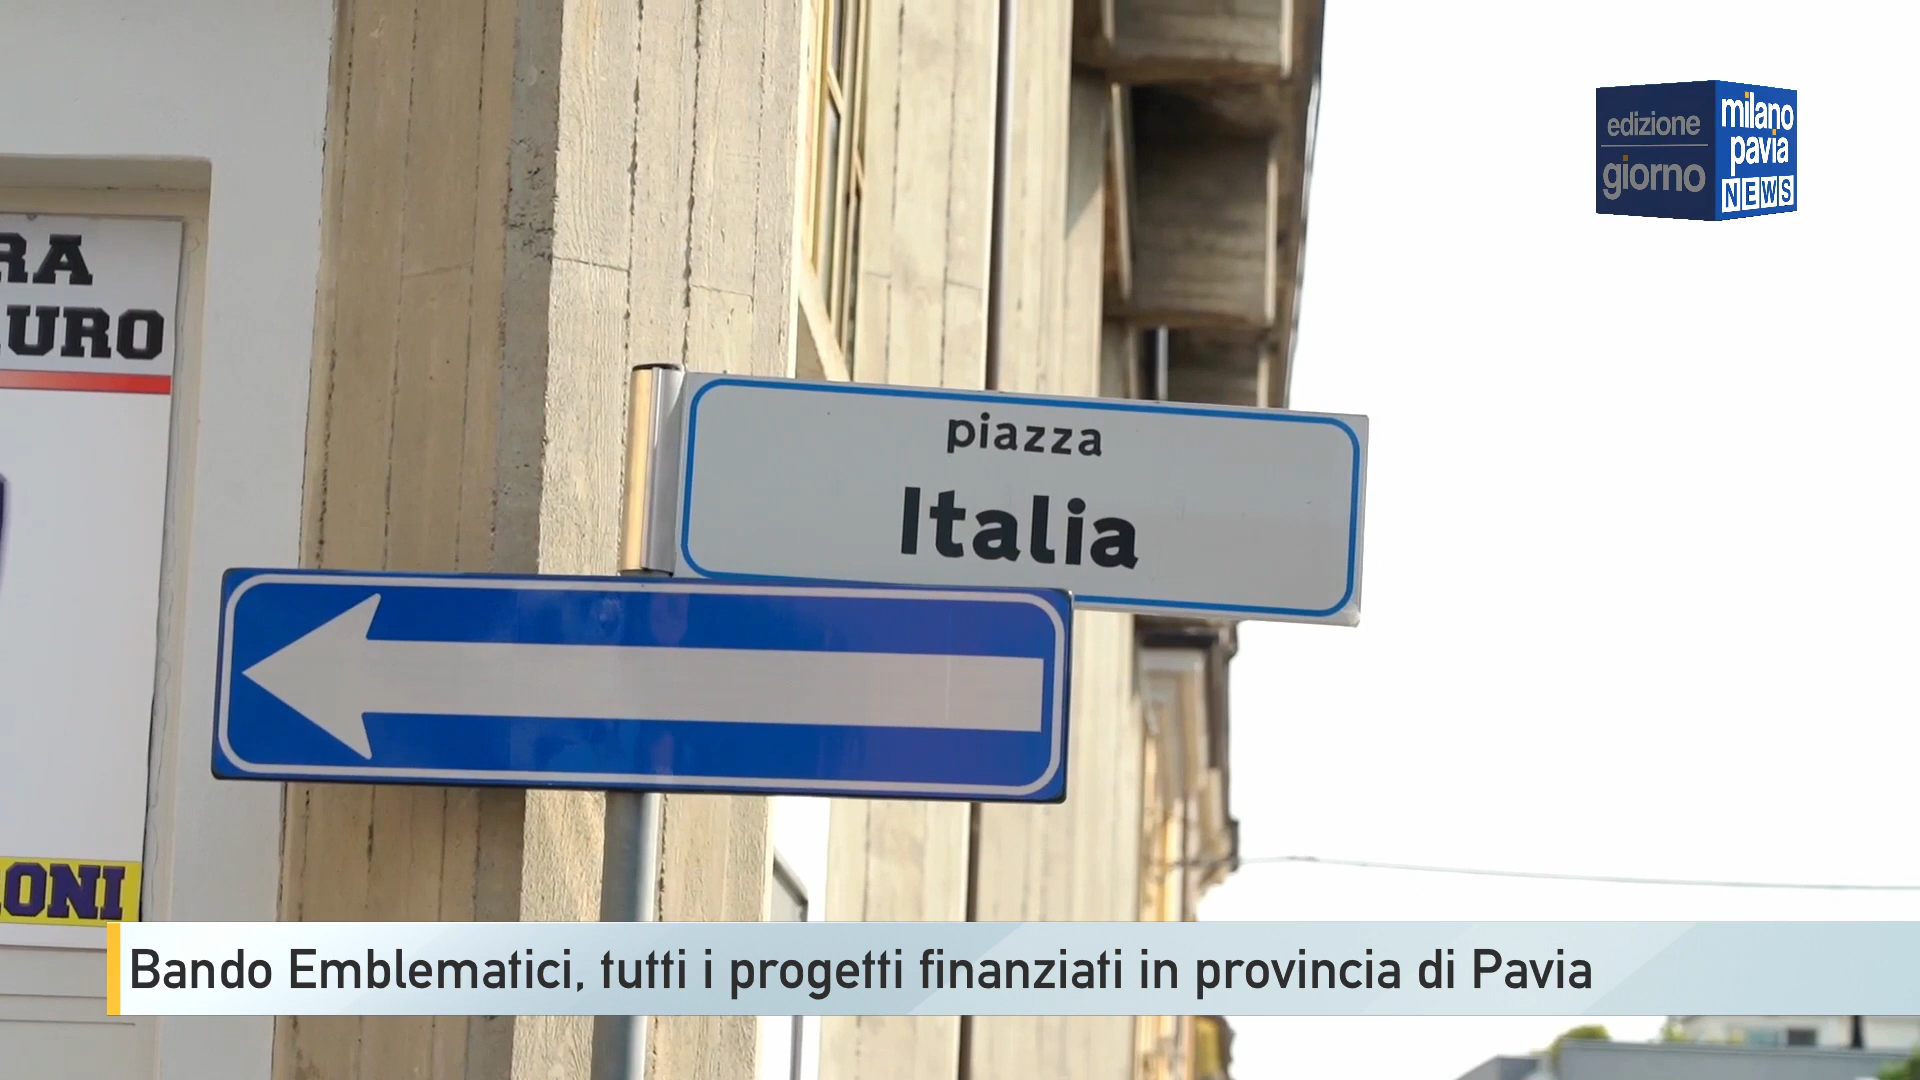 edizione
giorno
milano
pavia
NEWS
RA
URO
piazza
Italia
ONI
Bando Emblematici, tutti i progetti finanziati in provincia di Pavia